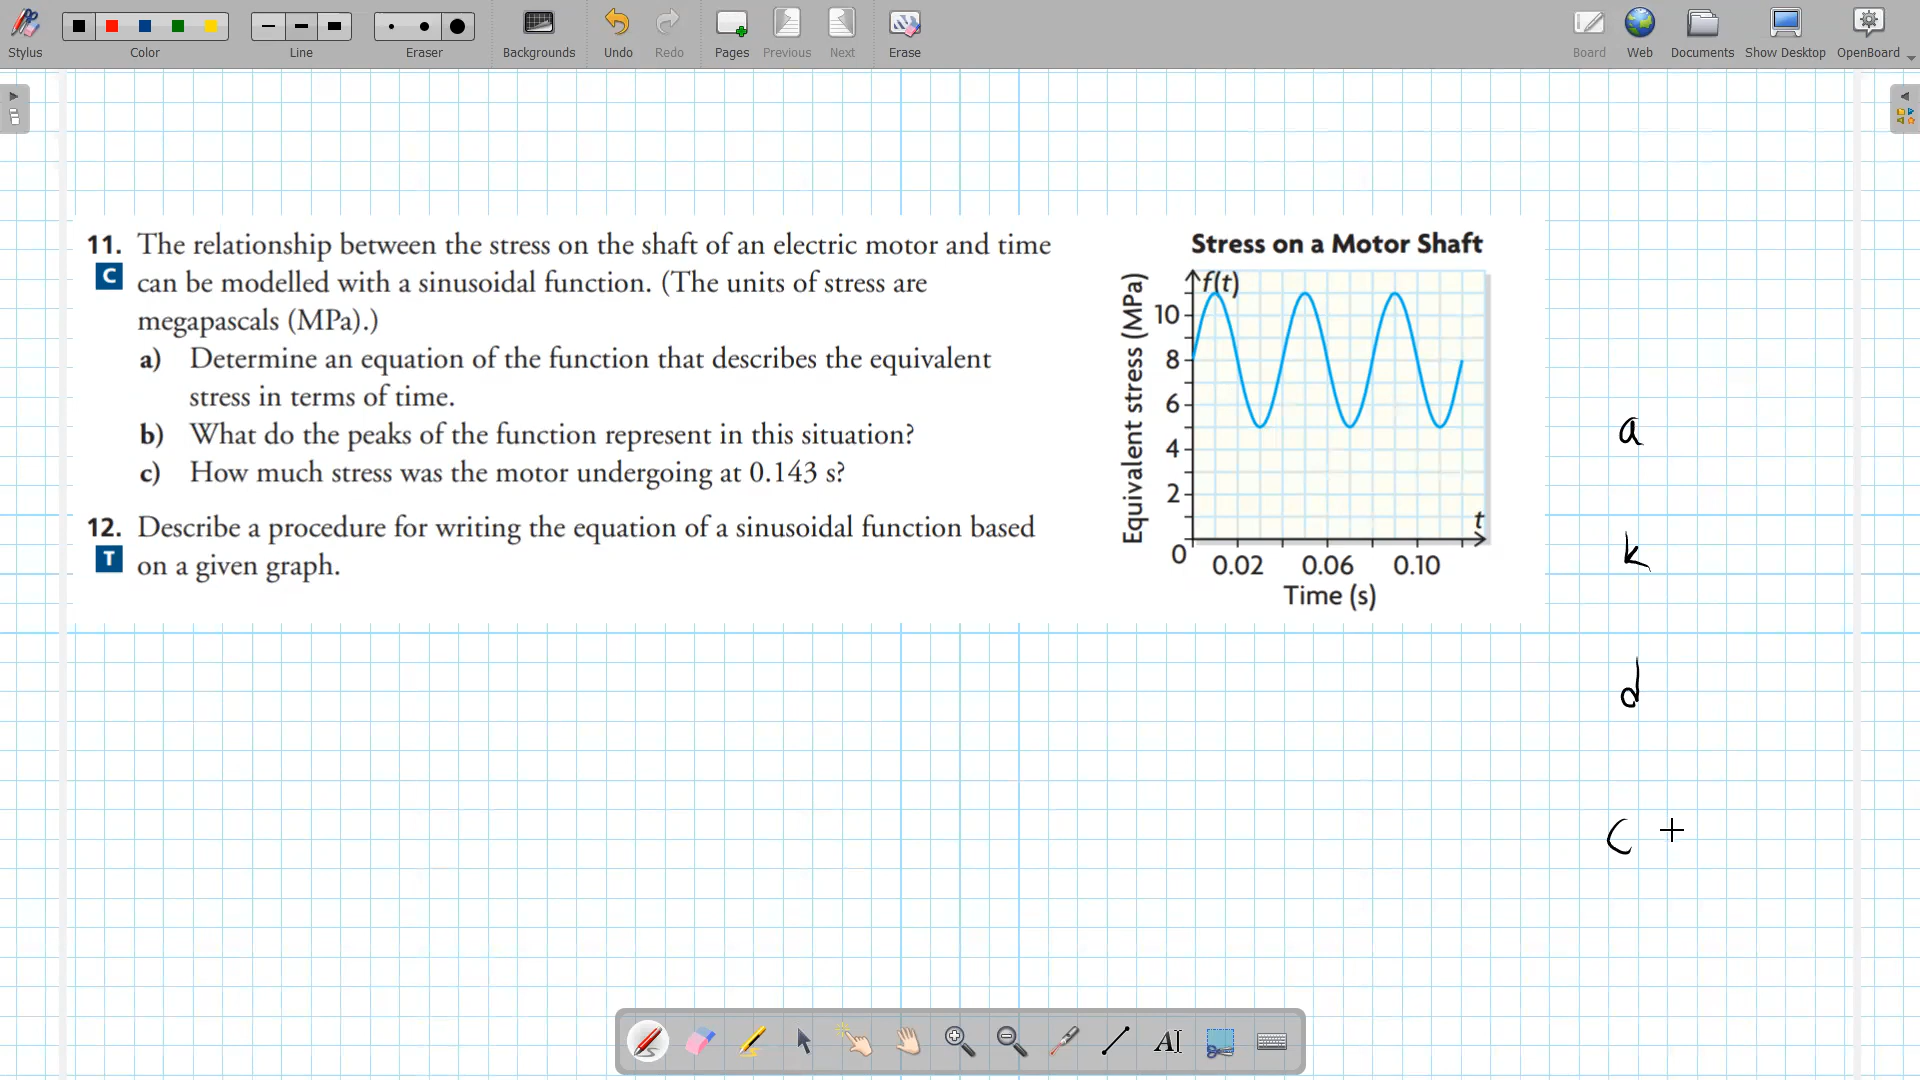 Stylus
Color
Line
Eraser
Backgrounds
Undo
Redo
Pages
Previous
Next
Erase
Board
Web
Documents
Show Desktop
OpenBoard
11. The relationship between the stress on the shaft of an electric motor and time
C can be modelled with a sinusoidal function. (The units of stress are
megapascals (MPa).)
a) Determine an equation of the function that describes the equivalent
stress in terms of time.
b) What do the peaks of the function represent in this situation?
c) How much stress was the motor undergoing at 0.143 s?
12. Describe a procedure for writing the equation of a sinusoidal function based
T on a given graph.
Stress on a Motor Shaft
f(t)
Equivalent stress (MPa)
10
8
6
4
2
0
t
0.02 0.06 0.10
Time (s)
a
k
d
c
A